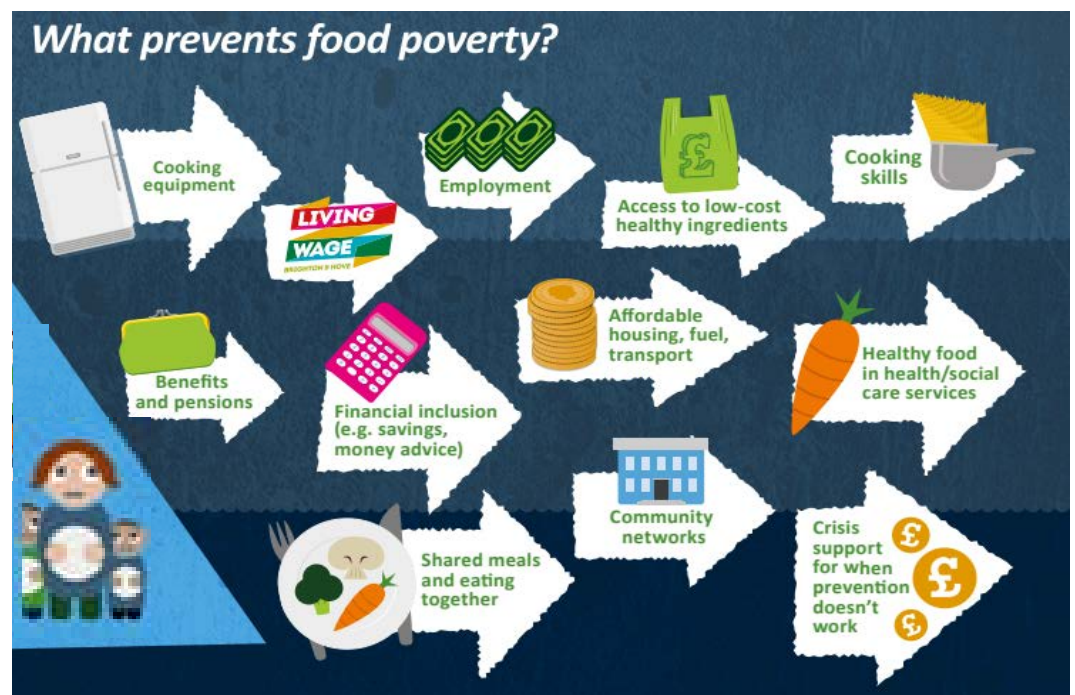 What prevents food poverty?
Cooking
equipment
LIVING
WAGE
BRIGHTON & HOVE
Employment
£
Access to low-cost
healthy ingredients
Cooking
skills
Benefits
and pensions
Financial inclusion
(e.g. savings,
money advice)
Affordable
housing, fuel,
transport
Healthy food
in health/social
care services
Shared meals
and eating
together
Community
networks
Crisis
support
for when
prevention
doesn't
work
£
£
£